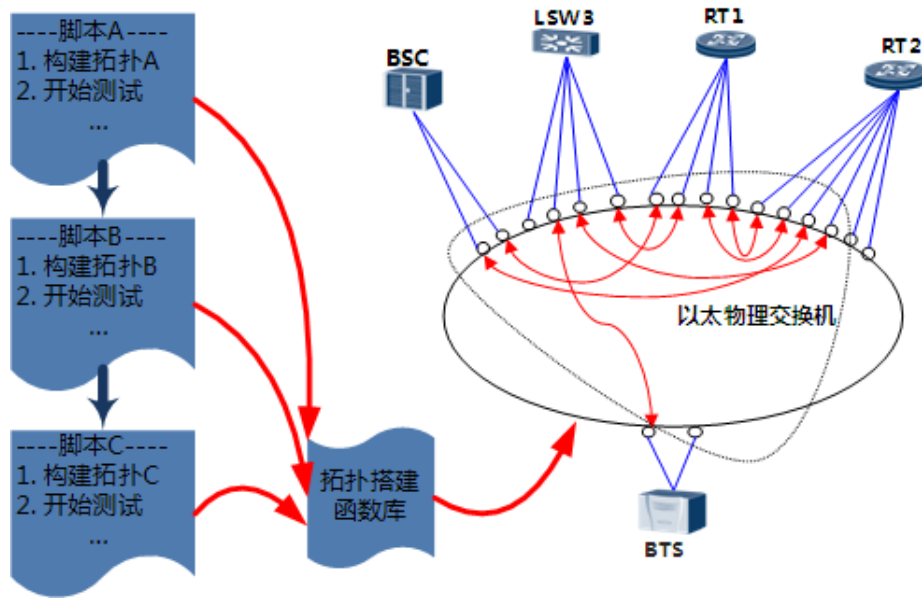 ----脚本A----
1. 构建拓扑A
2. 开始测试
...
----脚本B----
1. 构建拓扑B
2. 开始测试
...
----脚本C----
1. 构建拓扑C
2. 开始测试
...
拓扑搭建
函数库
BSC
LSW3
RT1
RT2
以太物理交换机
BTS